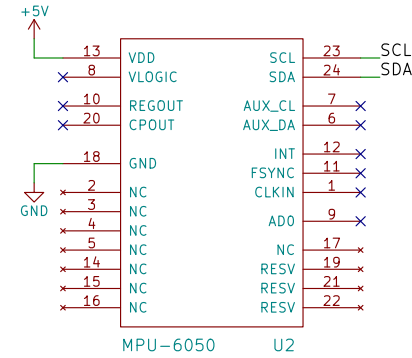 +5V
13 VDD SCL 23 SCL
8 VLOGIC SDA 24 SDA
10 REGOUT AUX_CL 7
20 CPOUT AUX_DA 6
INT 12
18 GND FSYNC 11
2 NC CLKIN 1
GND 3 NC
4 NC AD0 9
5 NC NC 17
14 NC RESV 19
15 NC RESV 21
16 NC RESV 22
MPU-6050 U2